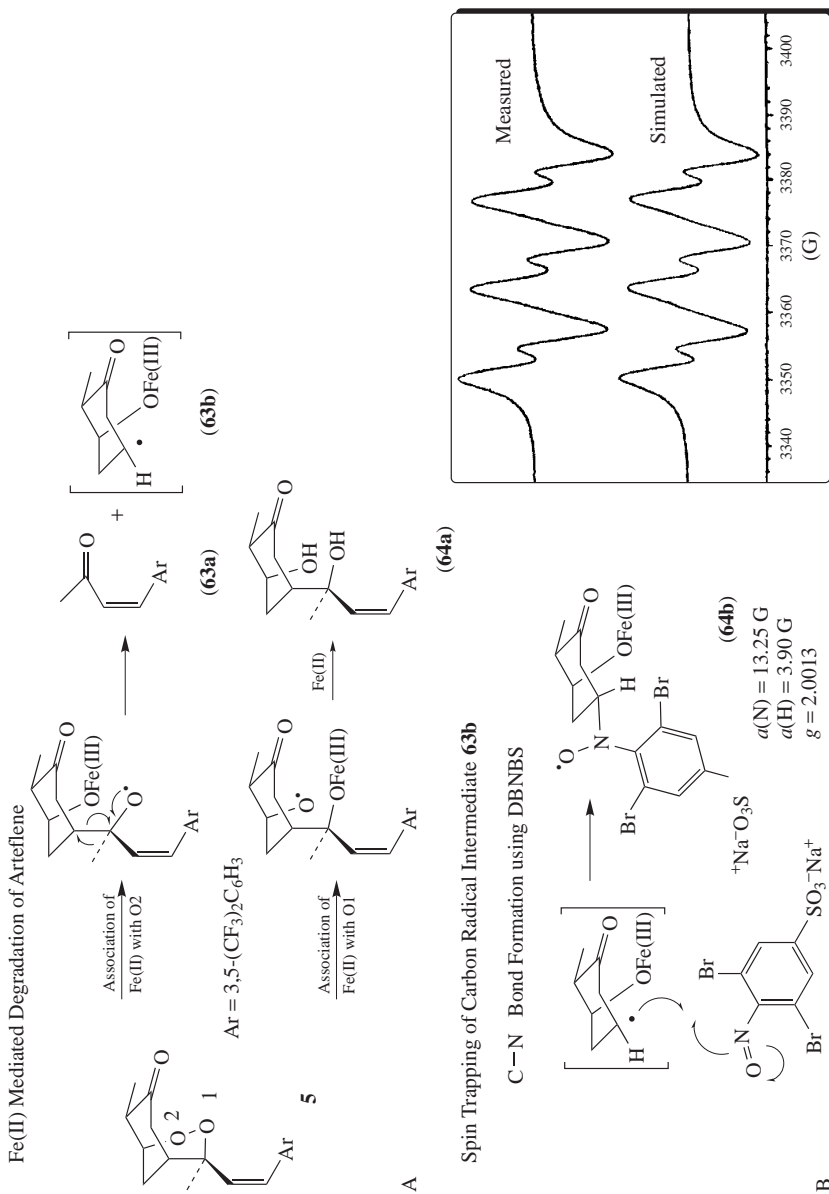 Fe(II) Mediated Degradation of Arteflene
O 2
O 1
O
Ar
5
Association of
Fe(II) with O2
O
OFe(III)
O•
Ar
O
Ar
(63a)
+
O
OFe(III)
H
•
(63b)
Ar = 3,5-(CF3)2C6H3
Association of
Fe(II) with O1
O
O•
OFe(III)
Ar
Fe(II)
O
OH
OH
Ar
(64a)
A
Spin Trapping of Carbon Radical Intermediate 63b
C—N Bond Formation using DBNBS
O
OFe(III)
H
•
O=N
Br
Br
SO3−Na+
•O
N
O
OFe(III)
H
Br
Br
+Na−O3S
(64b)
a(N) = 13.25 G
a(H) = 3.90 G
g = 2.0013
Measured
Simulated
3340 3350 3360 3370 3380 3390 3400
(G)
B